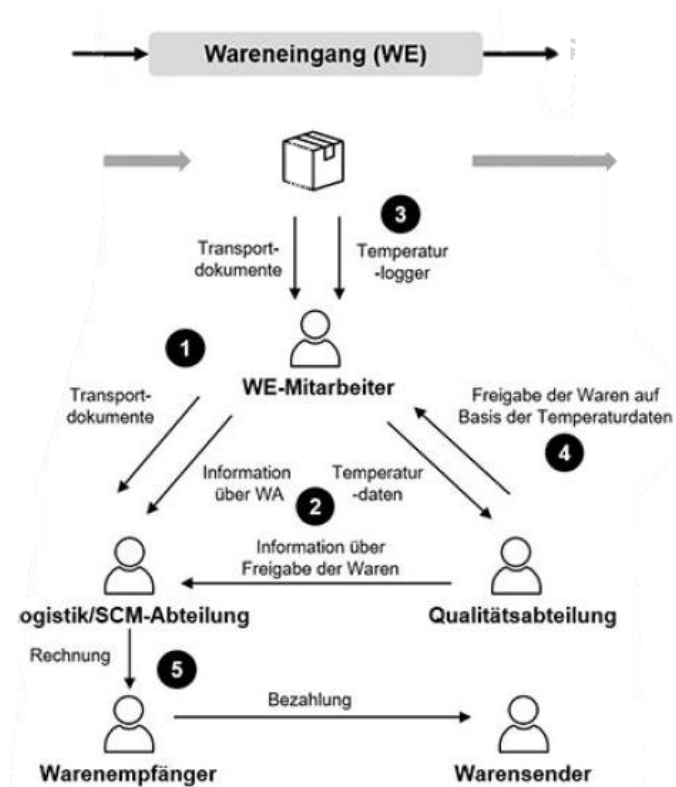 Wareneingang (WE)
3
Transport-
dokumente
Temperatur
-logger
1
WE-Mitarbeiter
Transport-
dokumente
Freigabe der Waren auf
Basis der Temperaturdaten
4
Information
über WA
Temperatur
-daten
2
Information über
Freigabe der Waren
ogistik/SCM-Abteilung
Qualitätsabteilung
Rechnung
5
Bezahlung
Warenempfänger
Warensender